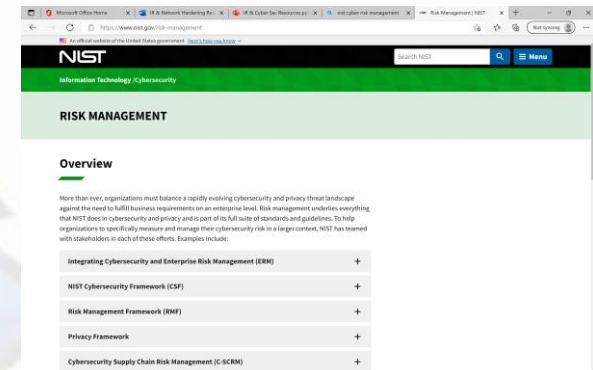 Microsoft Office Home
IR & Network Hardening Re
IR & Cyber Sec Resources.p
nist cyber risk management
Risk Management | NIST
https://www.nist.gov/risk-management
Not syncing
An official website of the United States government Here's how you know
NIST
Search NIST
Menu
Information Technology /Cybersecurity
RISK MANAGEMENT
Overview
More than ever, organizations must balance a rapidly evolving cybersecurity and privacy threat landscape
against the need to fulfill business requirements on an enterprise level. Risk management underlies everything
that NIST does in cybersecurity and privacy and is part of its full suite of standards and guidelines. To help
organizations to specifically measure and manage their cybersecurity risk in a larger context, NIST has teamed
with stakeholders in each of these efforts. Examples include:
Integrating Cybersecurity and Enterprise Risk Management (ERM) +
NIST Cybersecurity Framework (CSF) +
Risk Management Framework (RMF) +
Privacy Framework +
Cybersecurity Supply Chain Risk Management (C-SCRM) +